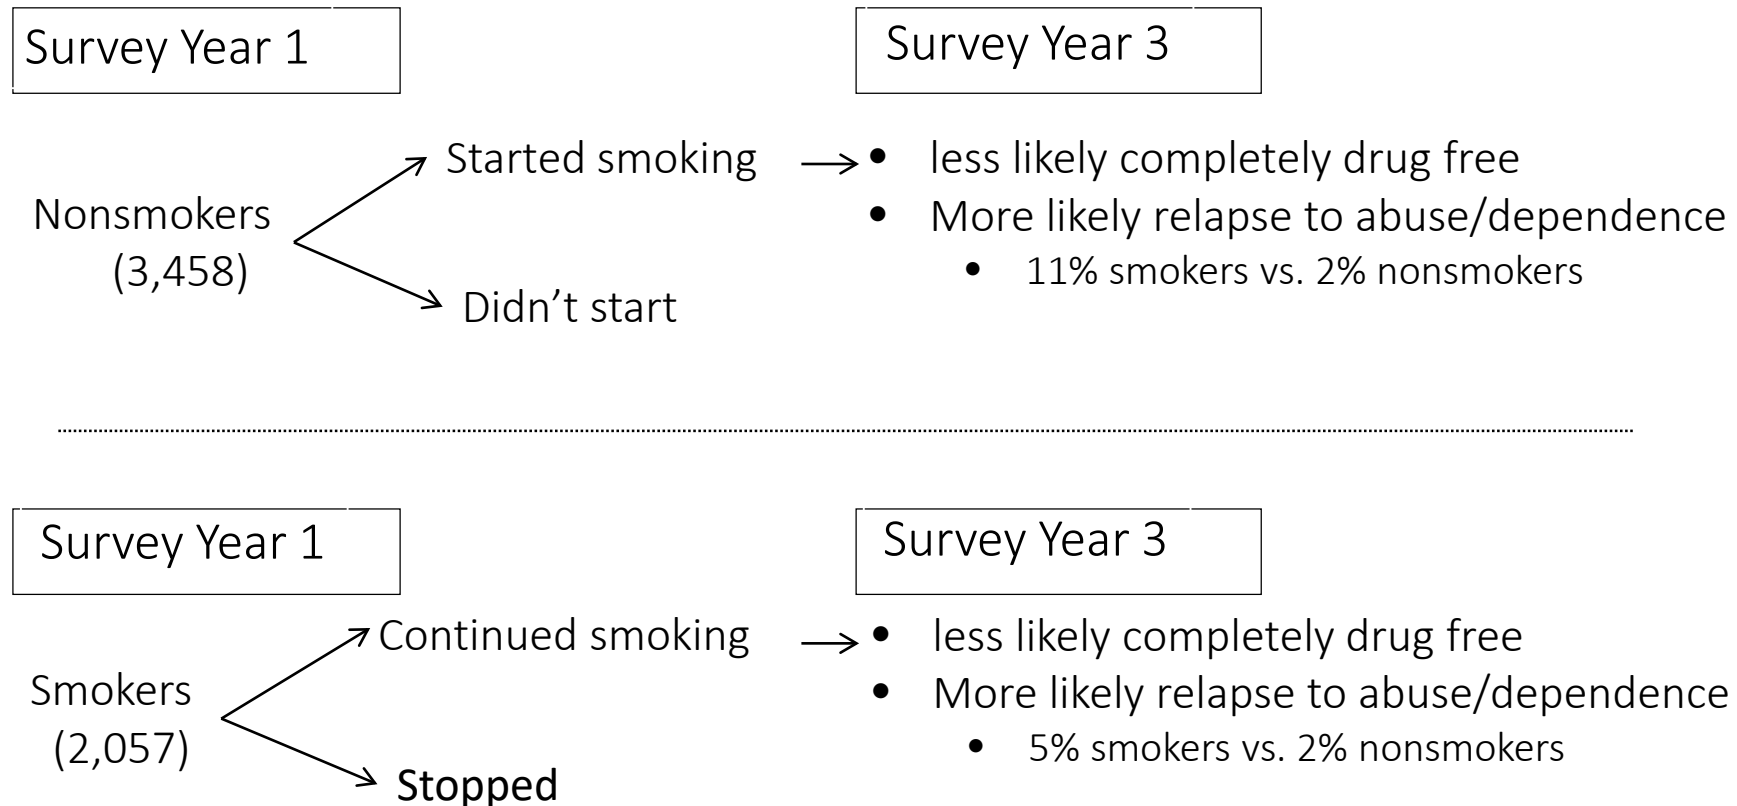 Survey Year 1
Survey Year 3
Started smoking
• less likely completely drug free
Nonsmokers
• More likely relapse to abuse/dependence
(3,458)
• 11% smokers vs. 2% nonsmokers
Didn’t start
Survey Year 1
Survey Year 3
Continued smoking
• less likely completely drug free
Smokers
• More likely relapse to abuse/dependence
(2,057)
• 5% smokers vs. 2% nonsmokers
Stopped